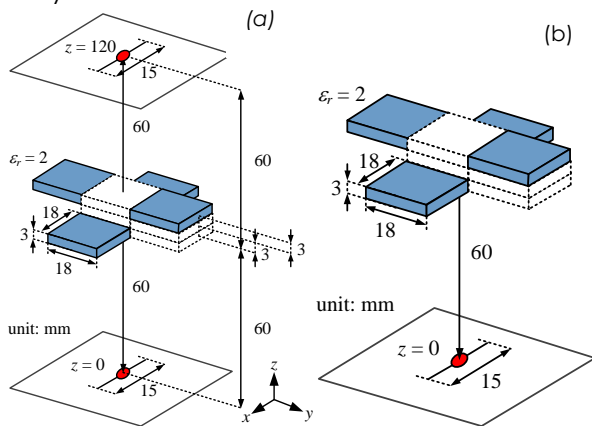 (a)
z = 120
15
60
60
εr = 2
18
3
18
3
3
60
60
unit: mm
z = 0
15
z
x
y
(b)
εr = 2
18
3
18
60
unit: mm
z = 0
15